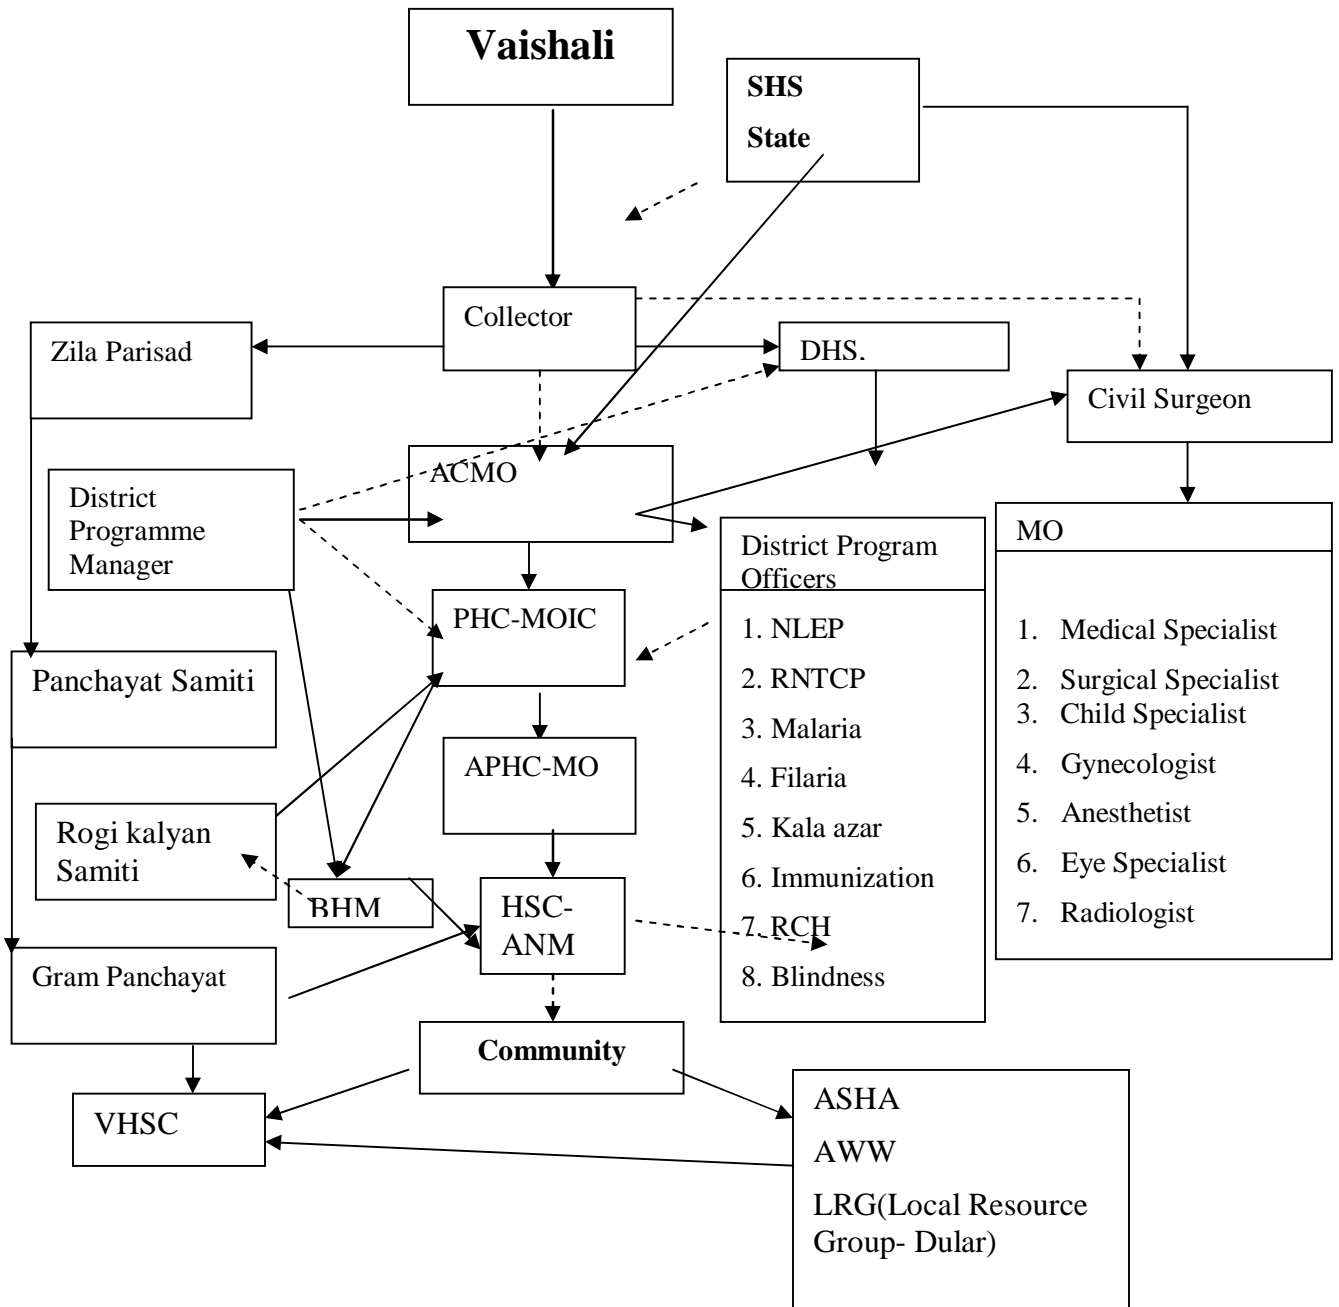 Vaishali
SHS
State
Collector
Zila Parisad
DHS.
Civil Surgeon
ACMO
District
Programme
Manager
MO
District Program
Officers
PHC-MOIC
1. NLEP
2. RNTCP
3. Malaria
4. Filaria
5. Kala azar
6. Immunization
7. RCH
8. Blindness
1. Medical Specialist
2. Surgical Specialist
3. Child Specialist
4. Gynecologist
5. Anesthetist
6. Eye Specialist
7. Radiologist
Panchayat Samiti
APHC-MO
Rogi kalyan
Samiti
BHM
HSC-
ANM
Gram Panchayat
Community
VHSC
ASHA
AWW
LRG(Local Resource
Group- Dular)